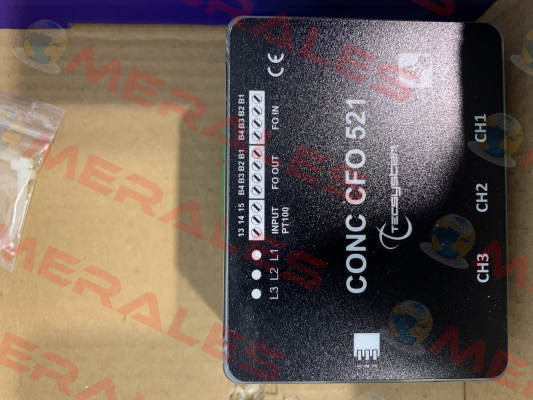 CONC CFO 521
TECSYSTEM
13 14 15 B4 B3 B2 B1 B4 B3 B2 B1
INPUT FO OUT FO IN
PT100
L3 L2 L1
CE
CH3 CH2 CH1
MERALES
MERALES
MERALES
MERALES